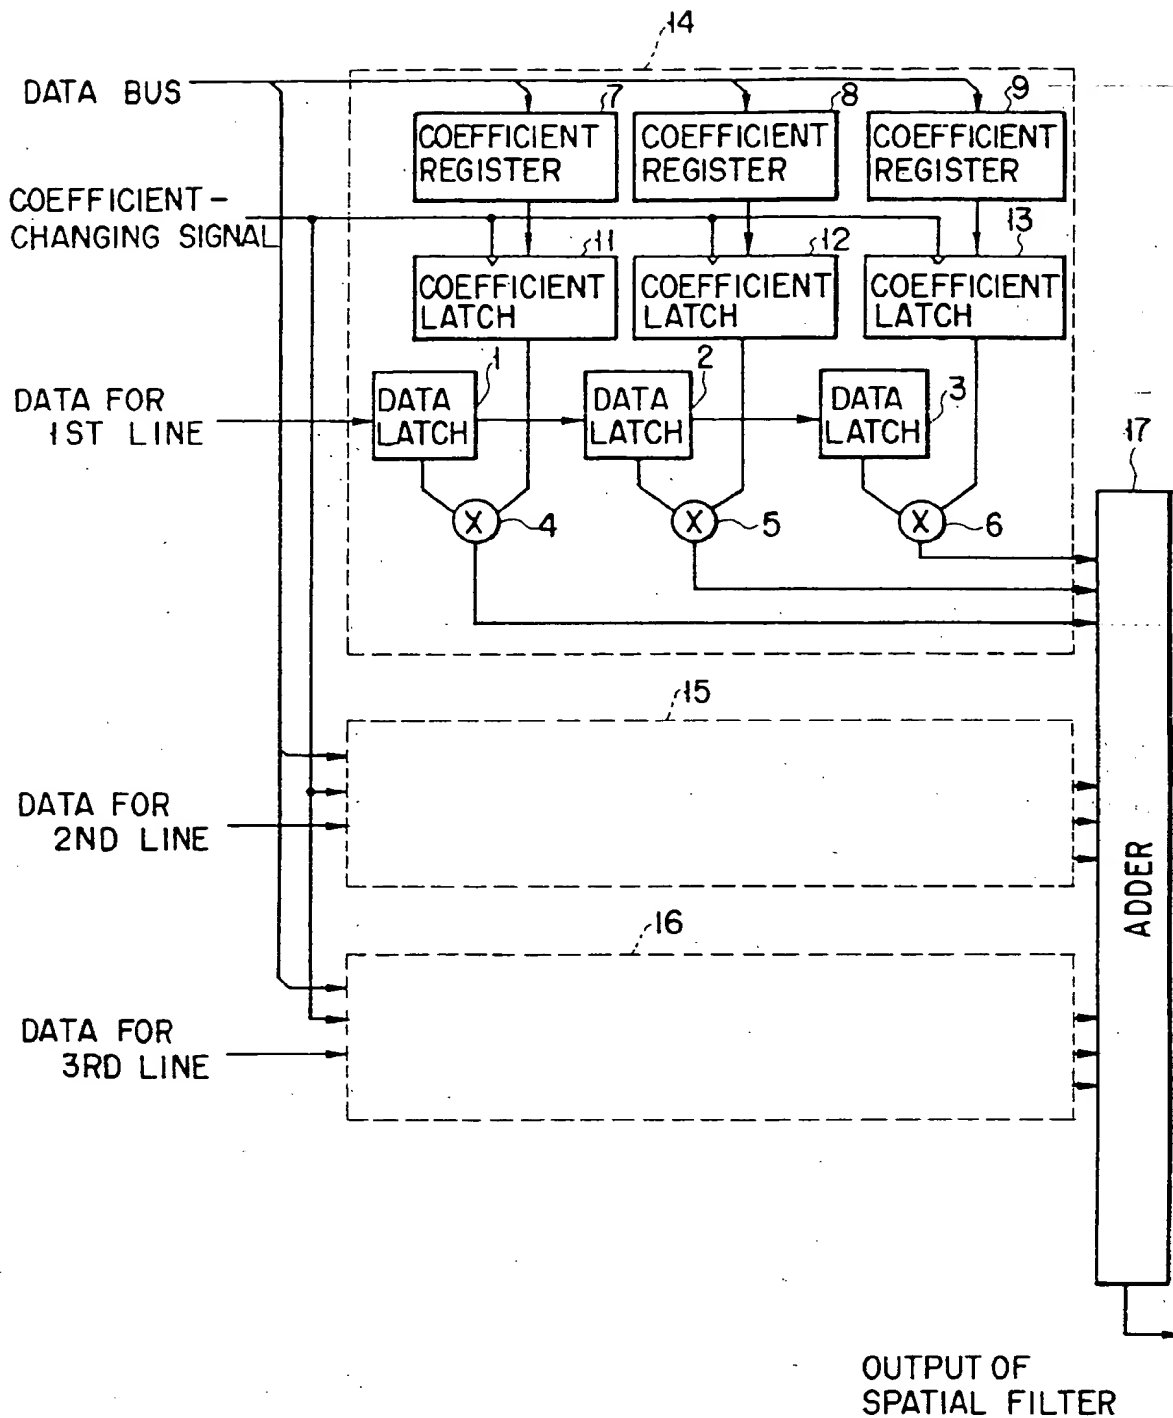 14
DATA BUS
7
8
9
COEFFICIENT
REGISTER
COEFFICIENT
REGISTER
COEFFICIENT
REGISTER
COEFFICIENT-
CHANGING SIGNAL
11
12
13
COEFFICIENT
LATCH
COEFFICIENT
LATCH
COEFFICIENT
LATCH
1
2
3
DATA FOR
1ST LINE
DATA
LATCH
DATA
LATCH
DATA
LATCH
17
X
4
X
5
X
6
15
DATA FOR
2ND LINE
ADDER
16
DATA FOR
3RD LINE
OUTPUT OF
SPATIAL FILTER